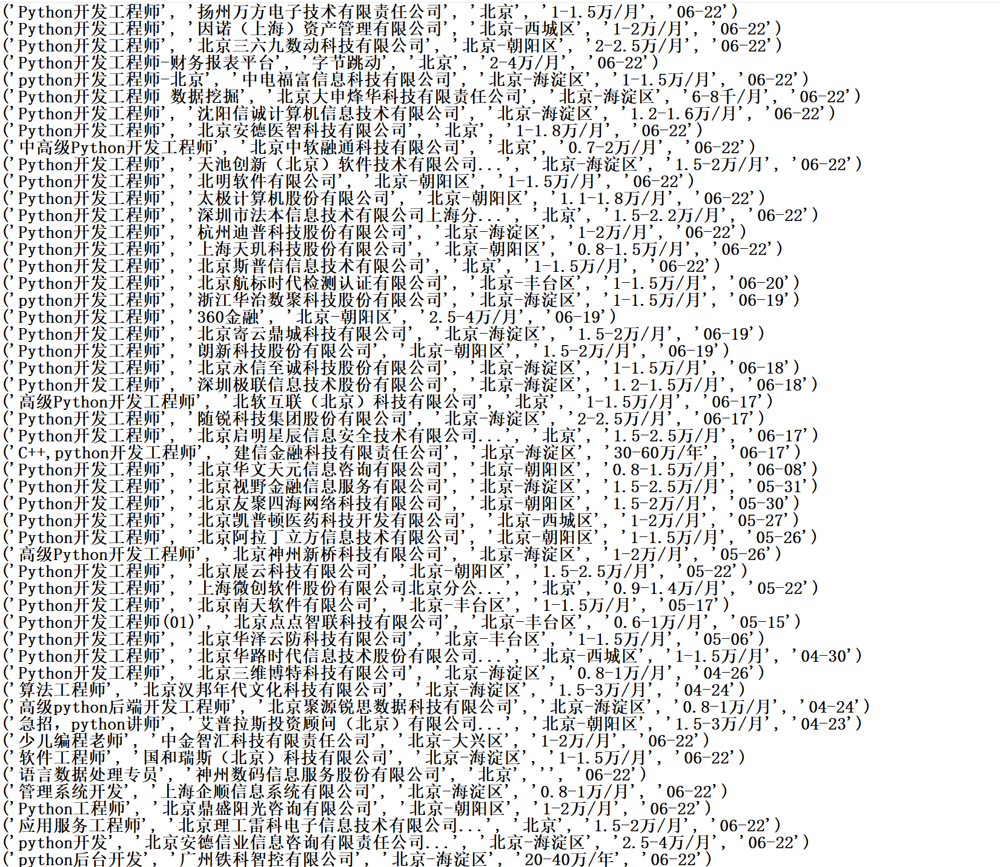 ('Python开发工程师', '扬州万方电子技术有限责任公司', '北京', '1-1.5万/月', '06-22')
('Python开发工程师', '因诺（上海）资产管理有限公司', '北京-西城区', '1-2万/月', '06-22')
('Python开发工程师', '北京三六九数动科技有限公司', '北京-朝阳区', '2-2.5万/月', '06-22')
('Python开发工程师-财务报表平台', '字节跳动', '北京', '2-4万/月', '06-22')
('python开发工程师-北京', '中电福富信息科技有限公司', '北京-海淀区', '1-1.5万/月', '06-22')
('Python开发工程师 数据挖掘', '北京大申烽华科技有限责任公司', '北京-海淀区', '6-8千/月', '06-22')
('Python开发工程师', '沈阳信诚计算机信息技术有限公司', '北京-海淀区', '1.2-1.6万/月', '06-22')
('Python开发工程师', '北京安德医智科技有限公司', '北京', '1-1.8万/月', '06-22')
('中高级Python开发工程师', '北京中软融通科技有限公司', '北京', '0.7-2万/月', '06-22')
('Python开发工程师', '天池创新（北京）软件技术有限公司...', '北京-海淀区', '1.5-2万/月', '06-22')
('Python开发工程师', '北明软件有限公司', '北京-朝阳区', '1-1.5万/月', '06-22')
('Python开发工程师', '太极计算机股份有限公司', '北京-朝阳区', '1.1-1.8万/月', '06-22')
('Python开发工程师', '深圳市法本信息技术有限公司上海分...', '北京', '1.5-2.2万/月', '06-22')
('Python开发工程师', '杭州迪普科技股份有限公司', '北京-海淀区', '1-2万/月', '06-22')
('Python开发工程师', '上海天玑科技股份有限公司', '北京-朝阳区', '0.8-1.5万/月', '06-22')
('Python开发工程师', '北京斯普信信息技术有限公司', '北京', '1-1.5万/月', '06-22')
('Python开发工程师', '北京航标时代检测认证有限公司', '北京-丰台区', '1-1.5万/月', '06-20')
('python开发工程师', '浙江华治数聚科技股份有限公司', '北京-海淀区', '1-1.5万/月', '06-19')
('Python开发工程师', '360金融', '北京-朝阳区', '2.5-4万/月', '06-19')
('Python开发工程师', '北京寄云鼎城科技有限公司', '北京-海淀区', '1.5-2万/月', '06-19')
('Python开发工程师', '朗新科技股份有限公司', '北京-朝阳区', '1.5-2万/月', '06-19')
('Python开发工程师', '北京永信至诚科技股份有限公司', '北京-海淀区', '1-1.5万/月', '06-18')
('Python开发工程师', '深圳极联信息技术股份有限公司', '北京-海淀区', '1.2-1.5万/月', '06-18')
('高级Python开发工程师', '北软互联（北京）科技有限公司', '北京', '1-1.5万/月', '06-17')
('Python开发工程师', '随锐科技集团股份有限公司', '北京-海淀区', '2-2.5万/月', '06-17')
('Python开发工程师', '北京启明星辰信息安全技术有限公司...', '北京', '1.5-2.5万/月', '06-17')
('C++,python开发工程师', '建信金融科技有限责任公司', '北京-海淀区', '30-60万/年', '06-17')
('Python开发工程师', '北京华文天元信息咨询有限公司', '北京-朝阳区', '0.8-1.5万/月', '06-08')
('Python开发工程师', '北京视野金融信息服务有限公司', '北京-海淀区', '1.5-2.5万/月', '05-31')
('Python开发工程师', '北京友聚四海网络科技有限公司', '北京-朝阳区', '1.5-2万/月', '05-30')
('Python开发工程师', '北京凯普顿医药科技开发有限公司', '北京-西城区', '1-2万/月', '05-27')
('Python开发工程师', '北京阿拉丁立方信息技术有限公司', '北京-朝阳区', '1-1.5万/月', '05-26')
('高级Python开发工程师', '北京神州新桥科技有限公司', '北京-海淀区', '1-2万/月', '05-26')
('Python开发工程师', '北京展云科技有限公司', '北京-朝阳区', '1.5-2.5万/月', '05-22')
('Python开发工程师', '上海微创软件股份有限公司北京分公...', '北京', '0.9-1.4万/月', '05-22')
('Python开发工程师', '北京南天软件有限公司', '北京-丰台区', '1-1.5万/月', '05-17')
('Python开发工程师(01)', '北京点点智联科技有限公司', '北京-丰台区', '0.6-1万/月', '05-15')
('Python开发工程师', '北京华泽云防科技有限公司', '北京-丰台区', '1-1.5万/月', '05-06')
('Python开发工程师', '北京华路时代信息技术股份有限公司...', '北京-西城区', '1-1.5万/月', '04-30')
('Python开发工程师', '北京三维博特科技有限公司', '北京-海淀区', '0.8-1万/月', '04-26')
('算法工程师', '北京汉邦年代文化科技有限公司', '北京-海淀区', '1.5-3万/月', '04-24')
('高级python后端开发工程师', '北京聚源锐思数据科技有限公司', '北京-海淀区', '0.8-1万/月', '04-24')
('急招，python讲师', '艾普拉斯投资顾问（北京）有限公司...', '北京-朝阳区', '1.5-3万/月', '04-23')
('少儿编程老师', '中金智汇科技有限责任公司', '北京-大兴区', '1-2万/月', '06-22')
('软件工程师', '国和瑞斯（北京）科技有限公司', '北京-海淀区', '1-1.5万/月', '06-22')
('语言数据处理专员', '神州数码信息服务股份有限公司', '北京', '', '06-22')
('管理系统开发', '上海企顺信息系统有限公司', '北京-海淀区', '0.8-1万/月', '06-22')
('Python工程师', '北京鼎盛阳光咨询有限公司', '北京-朝阳区', '1-2万/月', '06-22')
('应用服务工程师', '北京理工雷科电子信息技术有限公司...', '北京', '1.5-2万/月', '06-22')
('python开发', '北京安德信业信息咨询有限责任公司...', '北京-海淀区', '2.5-4万/月', '06-22')
('python后台开发', '广州铁科智控有限公司', '北京-海淀区', '20-40万/年', '06-22')